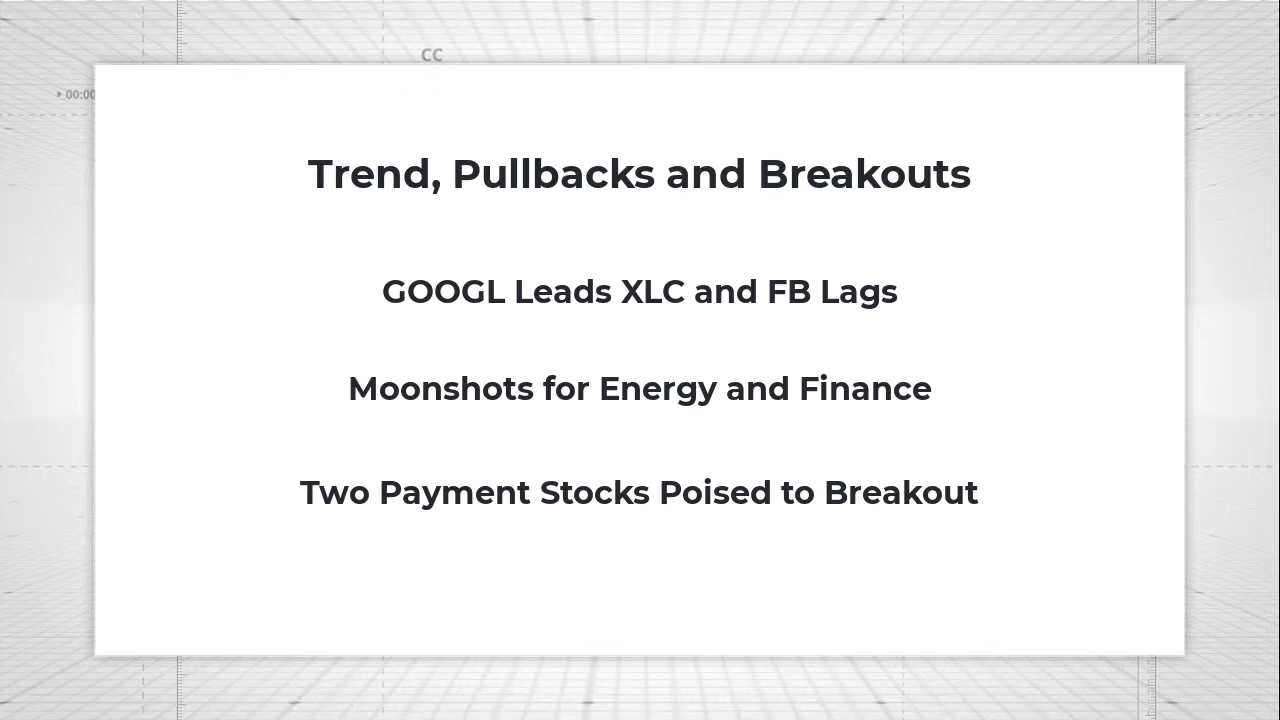 CC
00:00
Trend, Pullbacks and Breakouts
GOOGL Leads XLC and FB Lags
Moonshots for Energy and Finance
Two Payment Stocks Poised to Breakout